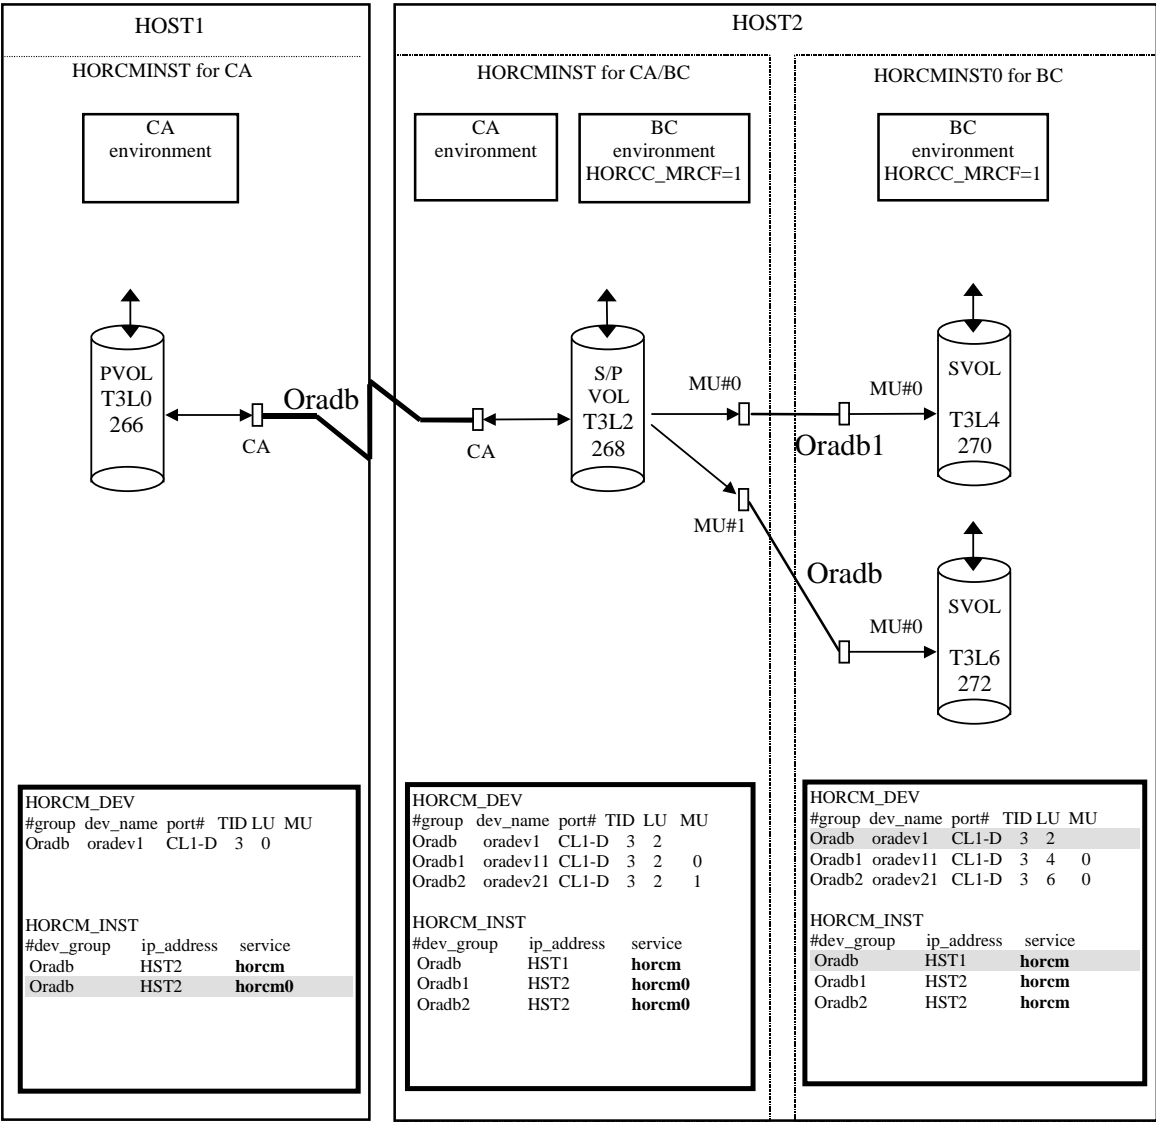 HOST1
HORCMINST for CA
CA
environment
PVOL
T3L0
266
CA
Oradb
HORCM_DEV
#group dev_name port# TID LU MU
Oradb oradev1 CL1-D 3 0
HORCM_INST
#dev_group ip_address service
Oradb HST2 horcm
Oradb HST2 horcm0
HOST2
HORCMINST for CA/BC
CA
environment
BC
environment
HORCC_MRCF=1
CA
S/P
VOL
T3L2
268
MU#0
MU#1
HORCM_DEV
#group dev_name port# TID LU MU
Oradb oradev1 CL1-D 3 2
Oradb1 oradev11 CL1-D 3 2 0
Oradb2 oradev21 CL1-D 3 2 1
HORCM_INST
#dev_group ip_address service
Oradb HST1 horcm
Oradb1 HST2 horcm0
Oradb2 HST2 horcm0
HORCMINST0 for BC
BC
environment
HORCC_MRCF=1
MU#0
Oradb1
SVOL
T3L4
270
Oradb
MU#0
SVOL
T3L6
272
HORCM_DEV
#group dev_name port# TID LU MU
Oradb oradev1 CL1-D 3 2
Oradb1 oradev11 CL1-D 3 4 0
Oradb2 oradev21 CL1-D 3 6 0
HORCM_INST
#dev_group ip_address service
Oradb HST1 horcm
Oradb1 HST2 horcm
Oradb2 HST2 horcm